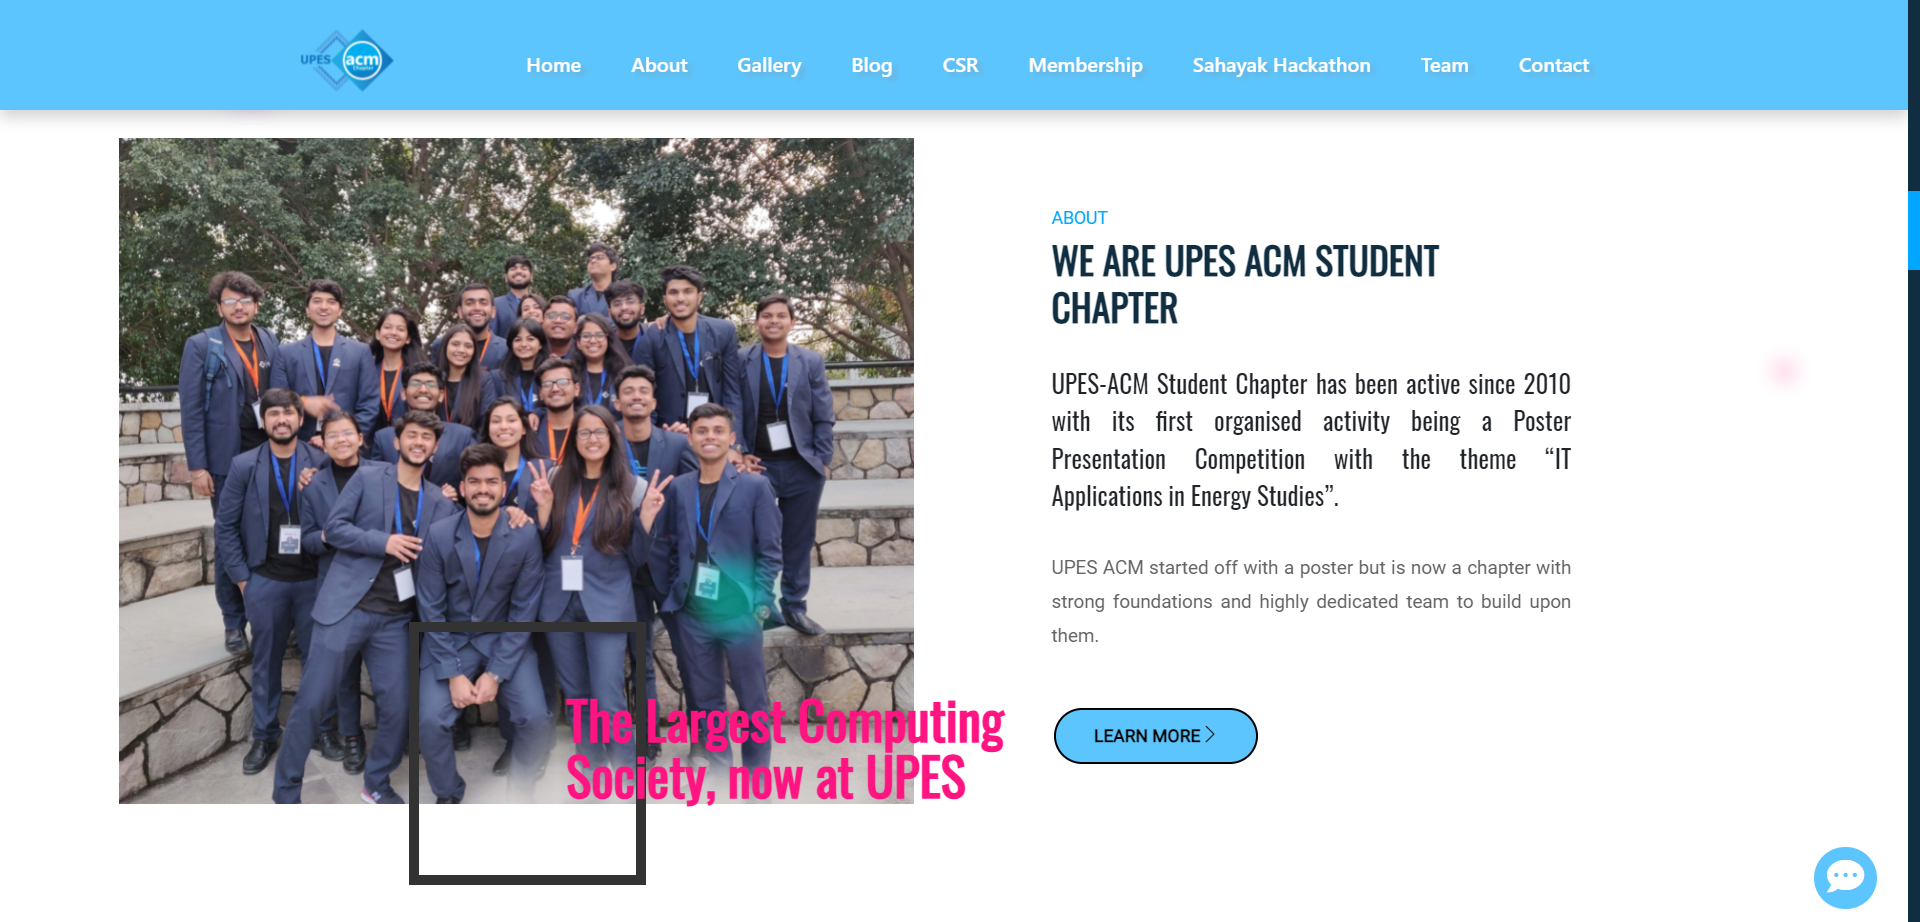 UPES acm Chapter
Home About Gallery Blog CSR Membership Sahayak Hackathon Team Contact
ABOUT
WE ARE UPES ACM STUDENT
CHAPTER
UPES-ACM Student Chapter has been active since 2010
with its first organised activity being a Poster
Presentation Competition with the theme “IT
Applications in Energy Studies”.
UPES ACM started off with a poster but is now a chapter with
strong foundations and highly dedicated team to build upon
them.
LEARN MORE
The Largest Computing
Society, now at UPES